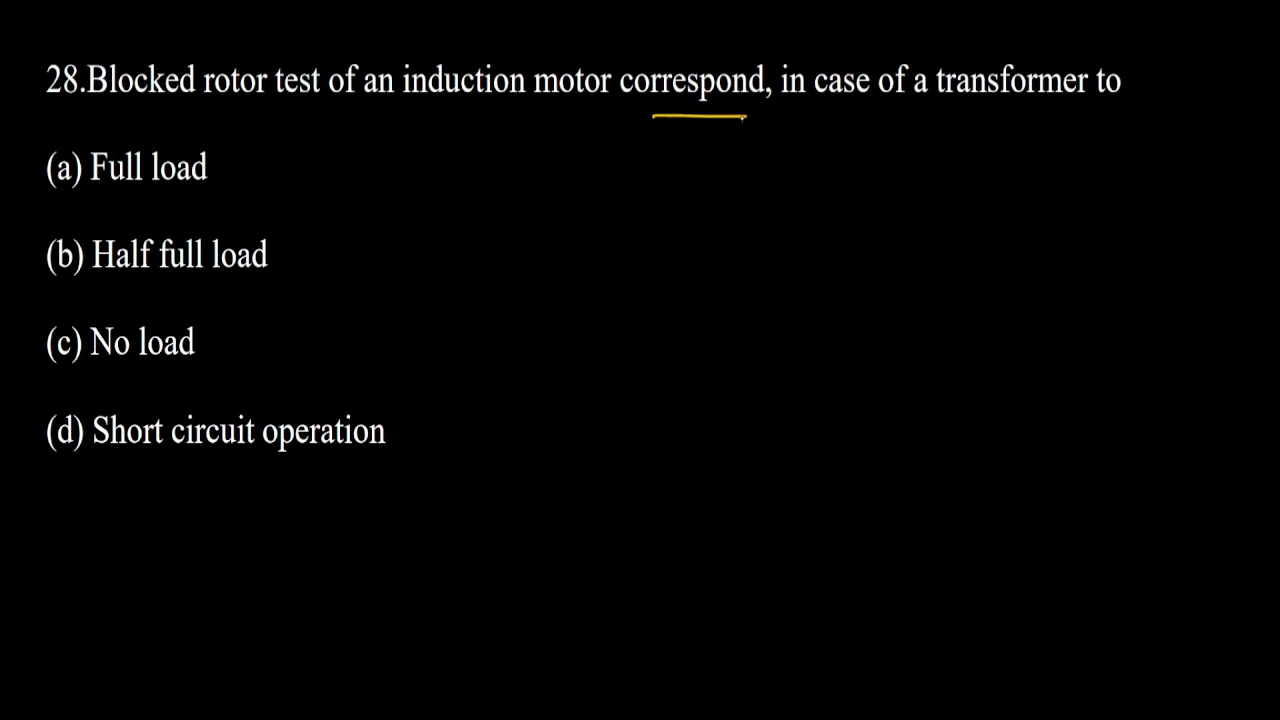 28.Blocked rotor test of an induction motor correspond, in case of a transformer to
(a) Full load
(b) Half full load
(c) No load
(d) Short circuit operation